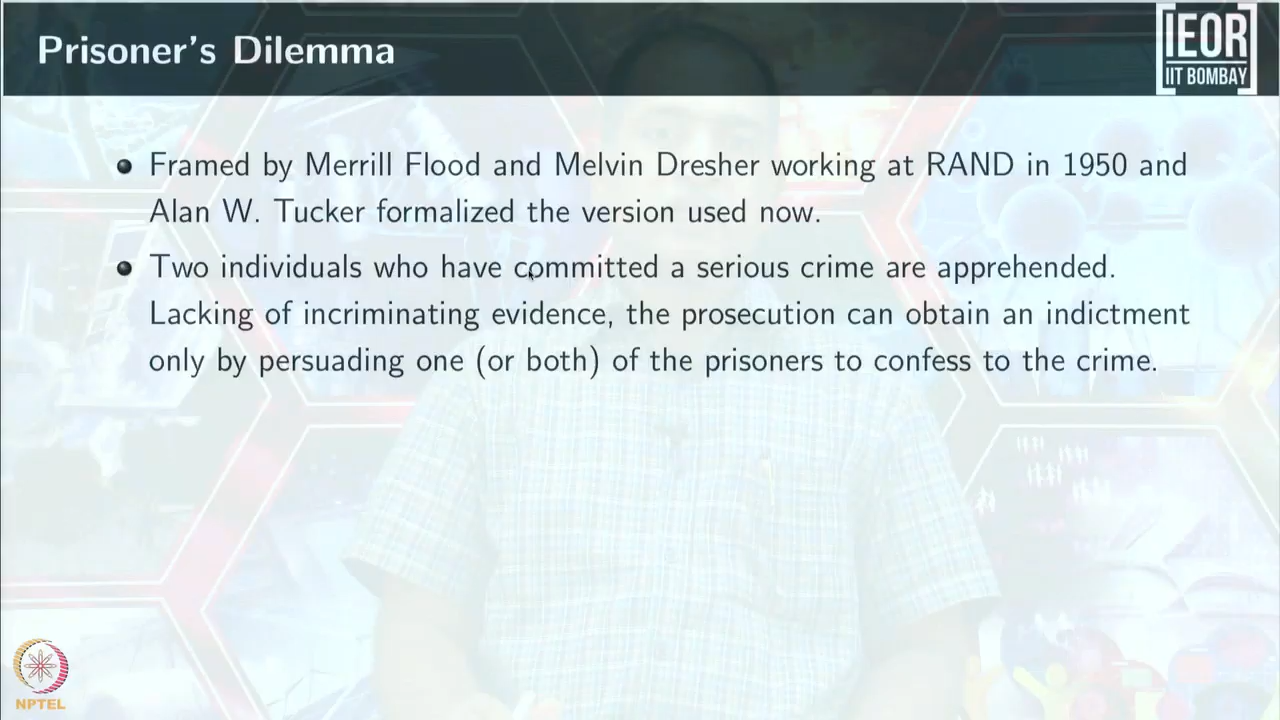 Prisoner's Dilemma
IEOR
IIT BOMBAY
Framed by Merrill Flood and Melvin Dresher working at RAND in 1950 and
Alan W. Tucker formalized the version used now.
Two individuals who have committed a serious crime are apprehended.
Lacking of incriminating evidence, the prosecution can obtain an indictment
only by persuading one (or both) of the prisoners to confess to the crime.
NPTEL